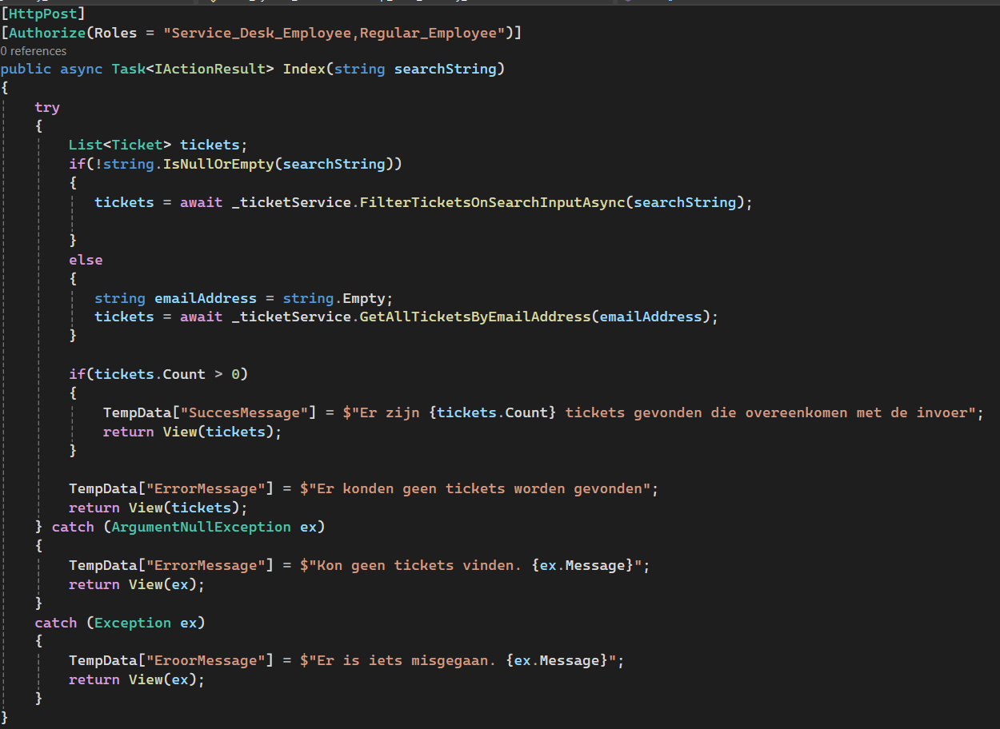 [HttpPost]
[Authorize(Roles = "Service_Desk_Employee,Regular_Employee")]
0 references
public async Task<IActionResult> Index(string searchString)
{
    try
    {
        List<Ticket> tickets;
        if(!string.IsNullOrEmpty(searchString))
        {
           tickets = await _ticketService.FilterTicketsOnSearchInputAsync(searchString);
        }
        else
        {
           string emailAddress = string.Empty;
           tickets = await _ticketService.GetAllTicketsByEmailAddress(emailAddress);
        }
        if(tickets.Count > 0)
        {
            TempData["SuccesMessage"] = $"Er zijn {tickets.Count} tickets gevonden die overeenkomen met de invoer";
            return View(tickets);
        }
        TempData["ErrorMessage"] = $"Er konden geen tickets worden gevonden";
        return View(tickets);
    } catch (ArgumentNullException ex)
    {
        TempData["ErrorMessage"] = $"Kon geen tickets vinden. {ex.Message}";
        return View(ex);
    }
    catch (Exception ex)
    {
        TempData["EroorMessage"] = $"Er is iets misgegaan. {ex.Message}";
        return View(ex);
    }
}